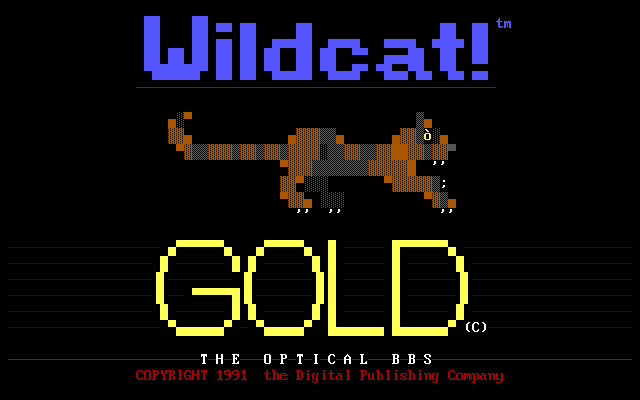 Wildcat! tm
GOLD (C)
THE OPTICAL BBS
COPYRIGHT 1991 the Digital Publishing Company